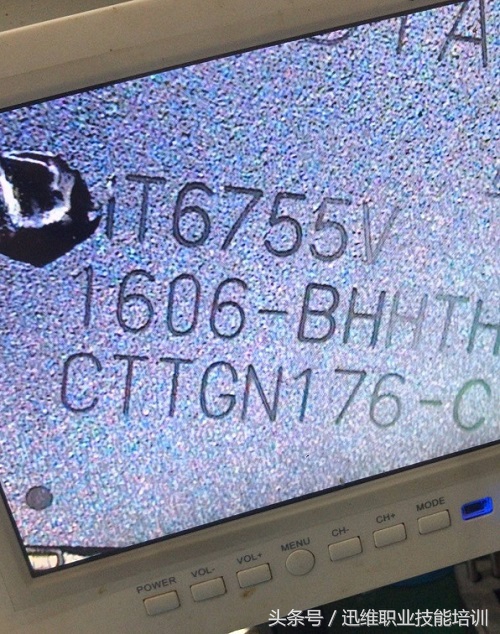 iT6755V
1606-BHHTH
CTTGN176-C
POWER VOL- VOL+ MENU CH- CH+ MODE
头条号 / 迅维职业技能培训